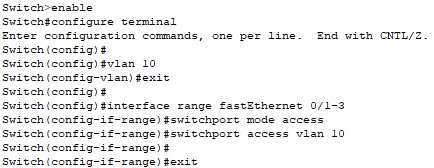 Switch>enable
Switch#configure terminal
Enter configuration commands, one per line.  End with CNTL/Z.
Switch(config)#
Switch(config)#vlan 10
Switch(config-vlan)#exit
Switch(config)#
Switch(config)#interface range fastEthernet 0/1-3
Switch(config-if-range)#switchport mode access
Switch(config-if-range)#switchport access vlan 10
Switch(config-if-range)#
Switch(config-if-range)#exit